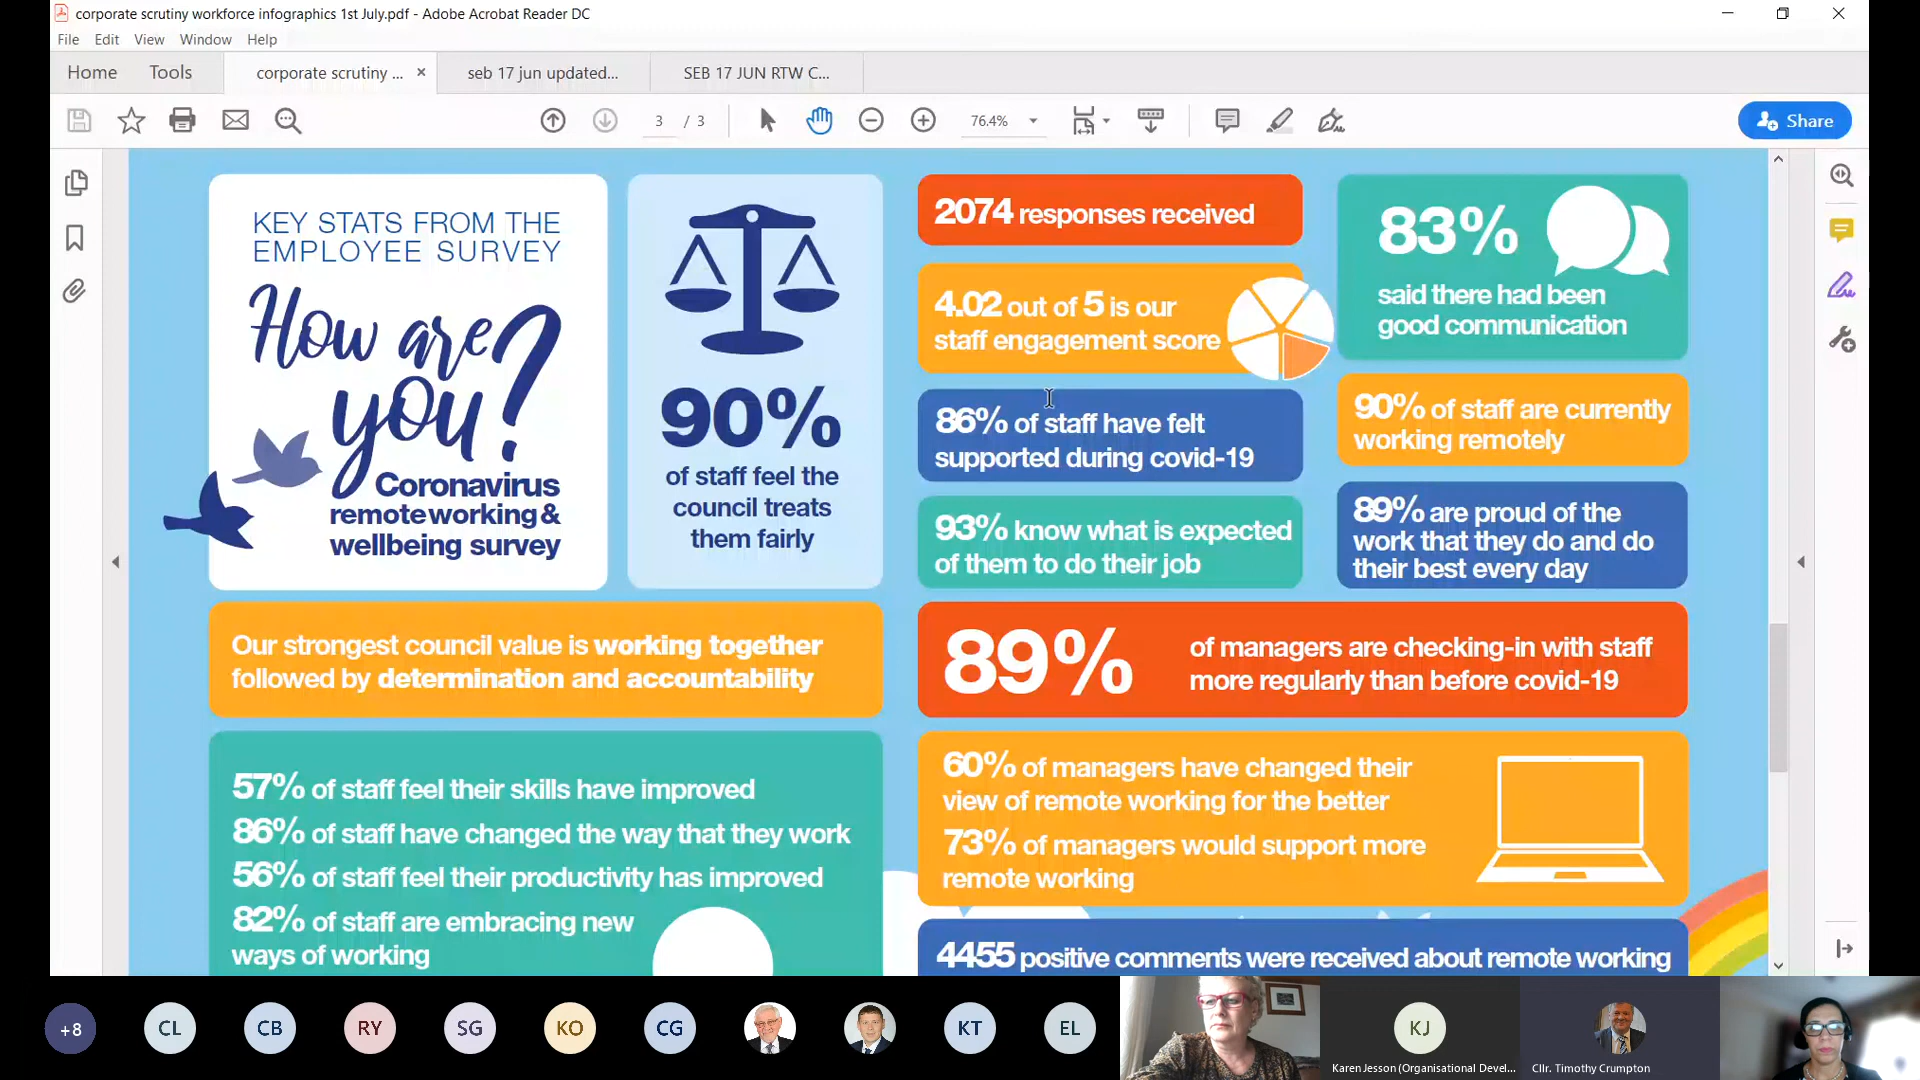 corporate scrutiny workforce infographics 1st July.pdf - Adobe Acrobat Reader DC
File Edit View Window Help
Home Tools corporate scrutiny ... × seb 17 jun updated... SEB 17 JUN RTW C...
3 / 3 76.4% Share
KEY STATS FROM THE
EMPLOYEE SURVEY
How are
you?
Coronavirus
remote working &
wellbeing survey
90%
of staff feel the
council treats
them fairly
2074 responses received
4.02 out of 5 is our
staff engagement score
86% of staff have felt
supported during covid-19
93% know what is expected
of them to do their job
83%
said there had been
good communication
90% of staff are currently
working remotely
89% are proud of the
work that they do and do
their best every day
Our strongest council value is working together
followed by determination and accountability
89%
of managers are checking-in with staff
more regularly than before covid-19
57% of staff feel their skills have improved
86% of staff have changed the way that they work
56% of staff feel their productivity has improved
82% of staff are embracing new
ways of working
60% of managers have changed their
view of remote working for the better
73% of managers would support more
remote working
4455 positive comments were received about remote working
+8 CL CB RY SG KO CG KT EL KJ
Karen Jesson (Organisational Devel... Cllr. Timothy Crumpton